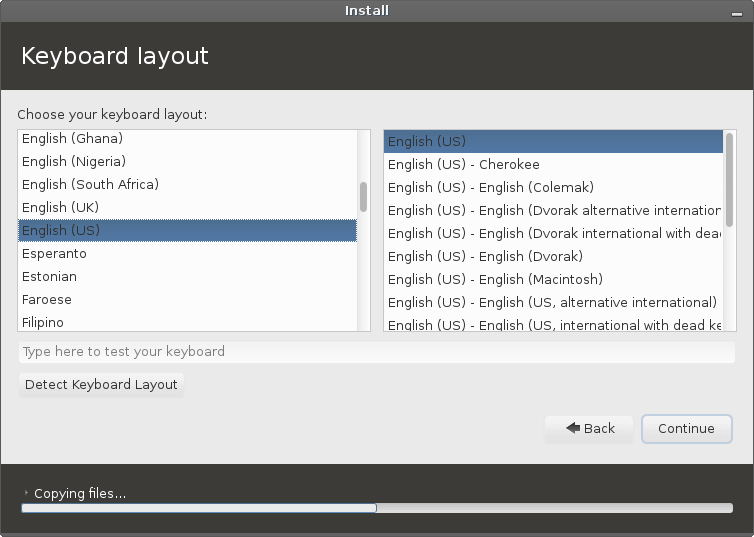 Install
Keyboard layout
Choose your keyboard layout:
English (Ghana)
English (Nigeria)
English (South Africa)
English (UK)
English (US)
Esperanto
Estonian
Faroese
Filipino
English (US)
English (US) - Cherokee
English (US) - English (Colemak)
English (US) - English (Dvorak alternative internation
English (US) - English (Dvorak international with dead
English (US) - English (Dvorak)
English (US) - English (Macintosh)
English (US) - English (US, alternative international)
English (US) - English (US, international with dead ke
Type here to test your keyboard
Detect Keyboard Layout
Back
Continue
Copying files...